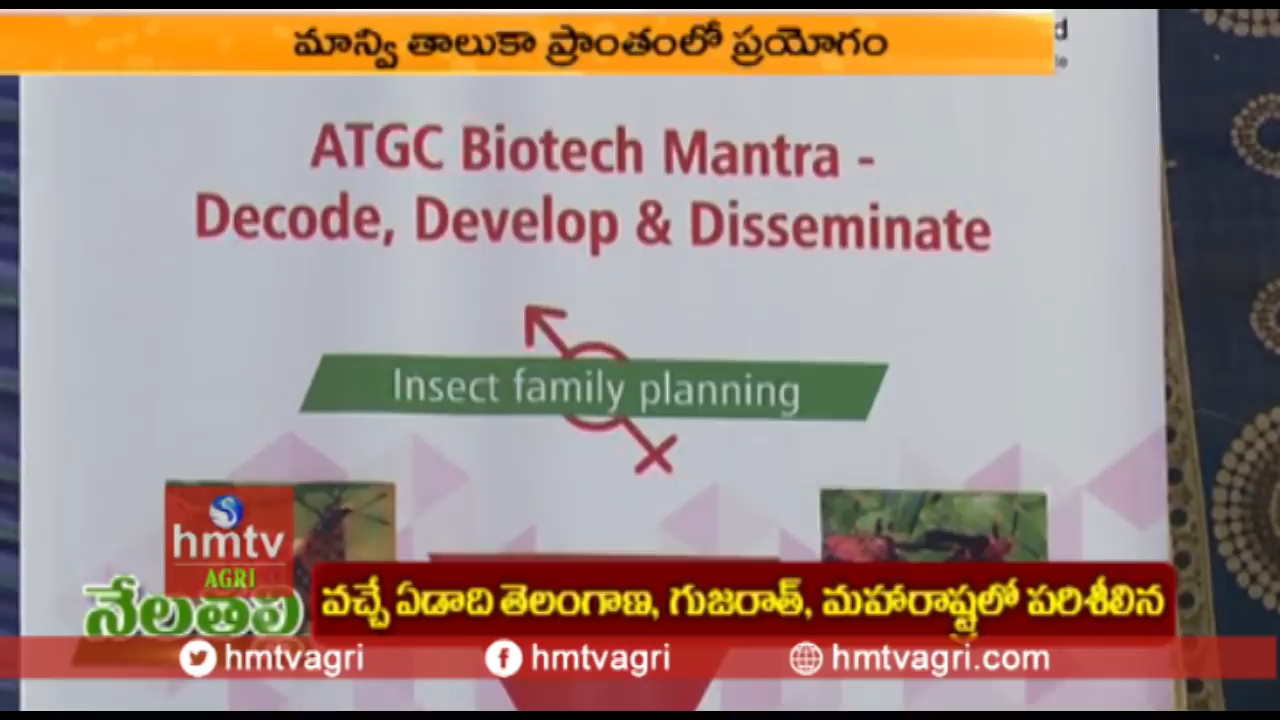 మాన్వి తాలుకా ప్రాంతంలో ప్రయోగం
ATGC Biotech Mantra -
Decode, Develop & Disseminate
Insect family planning
hmtv
AGRI
నేలతల్లి
వచ్చే ఏడాది తెలంగాణ, గుజరాత్, మహారాష్ట్రలో పరిశీలిన
hmtvagri
hmtvagri
hmtvagri.com